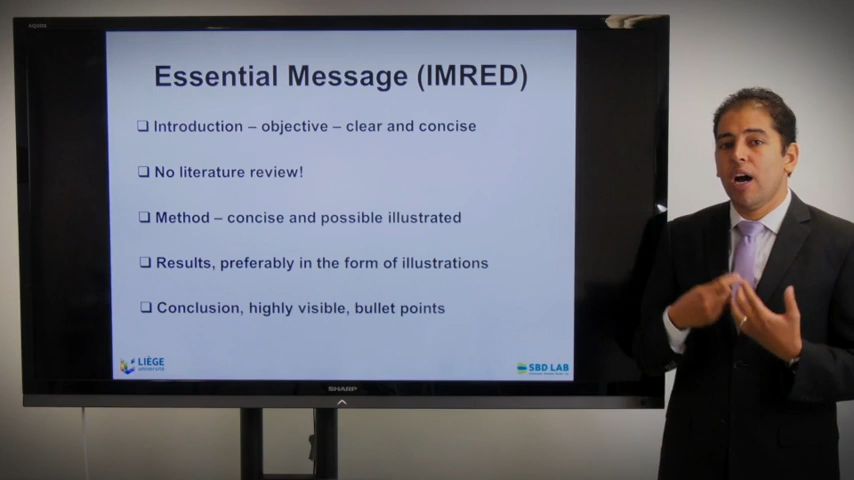 Essential Message (IMRED)
❑ Introduction – objective – clear and concise
❑ No literature review!
❑ Method – concise and possible illustrated
❑ Results, preferably in the form of illustrations
❑ Conclusion, highly visible, bullet points
LIÈGE
université
SBD LAB
SHARP